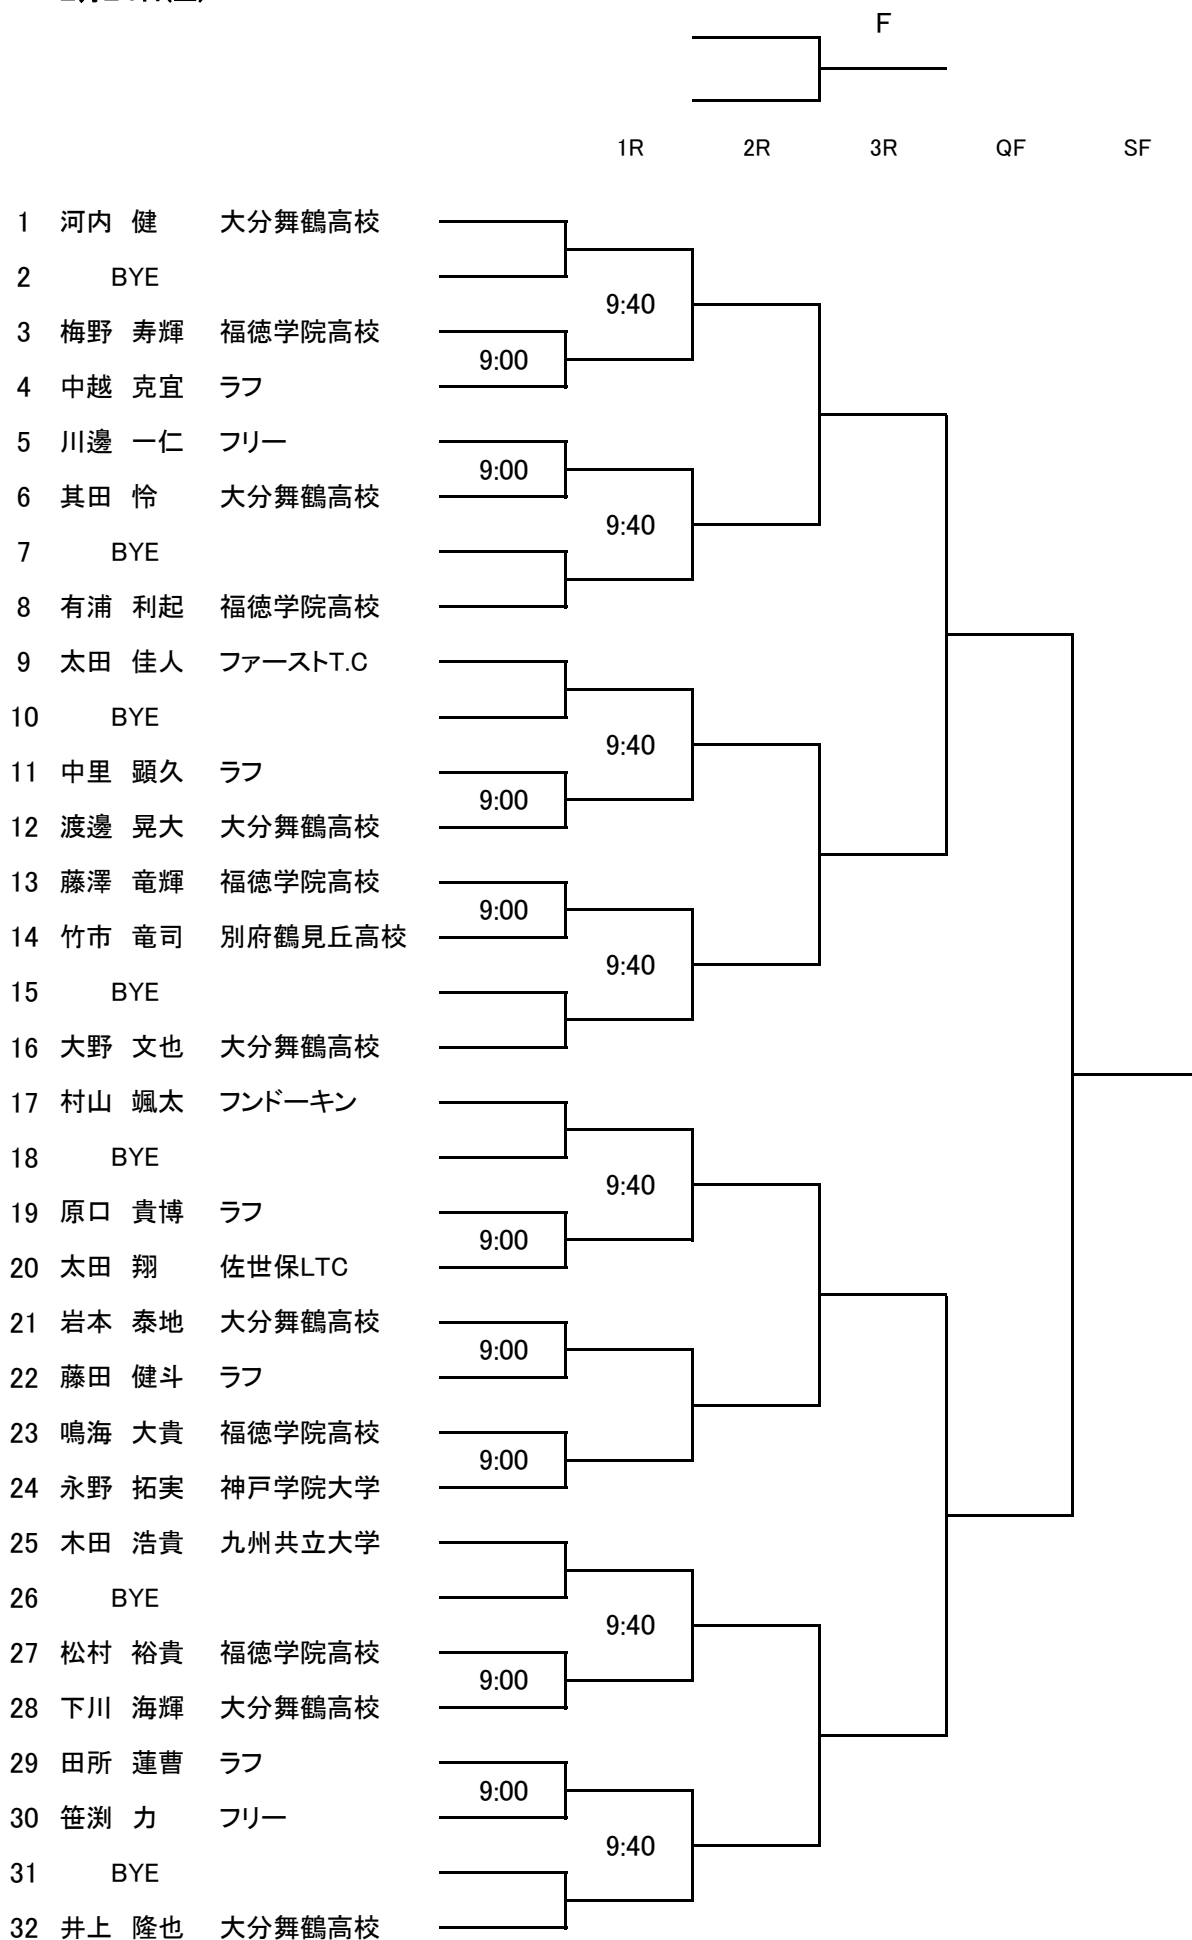 F
1R 2R 3R QF SF
1 河内 健 大分舞鶴高校
2 BYE
9:40
3 梅野 寿輝 福徳学院高校
9:00
4 中越 克宜 ラフ
5 川邊 一仁 フリー
9:00
6 其田 怜 大分舞鶴高校
9:40
7 BYE
8 有浦 利起 福徳学院高校
9 太田 佳人 ファーストT.C
10 BYE
9:40
11 中里 顕久 ラフ
9:00
12 渡邊 晃大 大分舞鶴高校
13 藤澤 竜輝 福徳学院高校
9:00
14 竹市 竜司 別府鶴見丘高校
9:40
15 BYE
16 大野 文也 大分舞鶴高校
17 村山 颯太 フンドーキン
18 BYE
9:40
19 原口 貴博 ラフ
9:00
20 太田 翔 佐世保LTC
21 岩本 泰地 大分舞鶴高校
9:00
22 藤田 健斗 ラフ
23 鳴海 大貴 福徳学院高校
9:00
24 永野 拓実 神戸学院大学
25 木田 浩貴 九州共立大学
26 BYE
9:40
27 松村 裕貴 福徳学院高校
9:00
28 下川 海輝 大分舞鶴高校
29 田所 蓮曹 ラフ
9:00
30 笹渕 力 フリー
9:40
31 BYE
32 井上 隆也 大分舞鶴高校